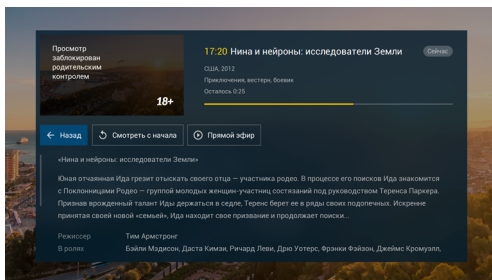 Просмотр
заблокирован
родительским
контролем
18+
17:20 Нина и нейроны: исследователи Земли
Сейчас
США, 2012
Приключения, вестерн, боевик
Осталось 0:25
Назад
Смотреть с начала
Прямой эфир
«Нина и нейроны: исследователи Земли»
Юная отчаянная Ида грезит отыскать своего отца – участника родео. В процессе его поисков Ида знакомится
с Поклонницами Родео – группой молодых женщин-участниц состязаний под руководством Теренса Паркера.
Признав врожденный талант Иды держаться в седле, Теренс берет ее в ряды своих подопечных. Искренне
принятая своей новой «семьей», Ида находит свое призвание и продолжает поиски...
Режиссер Тим Армстронг
В ролях Бэйли Мэдисон, Даста Кимзи, Ричард Леви, Дрю Уотерс, Фрэнки Фэйзон, Джеймс Кромуэлл,